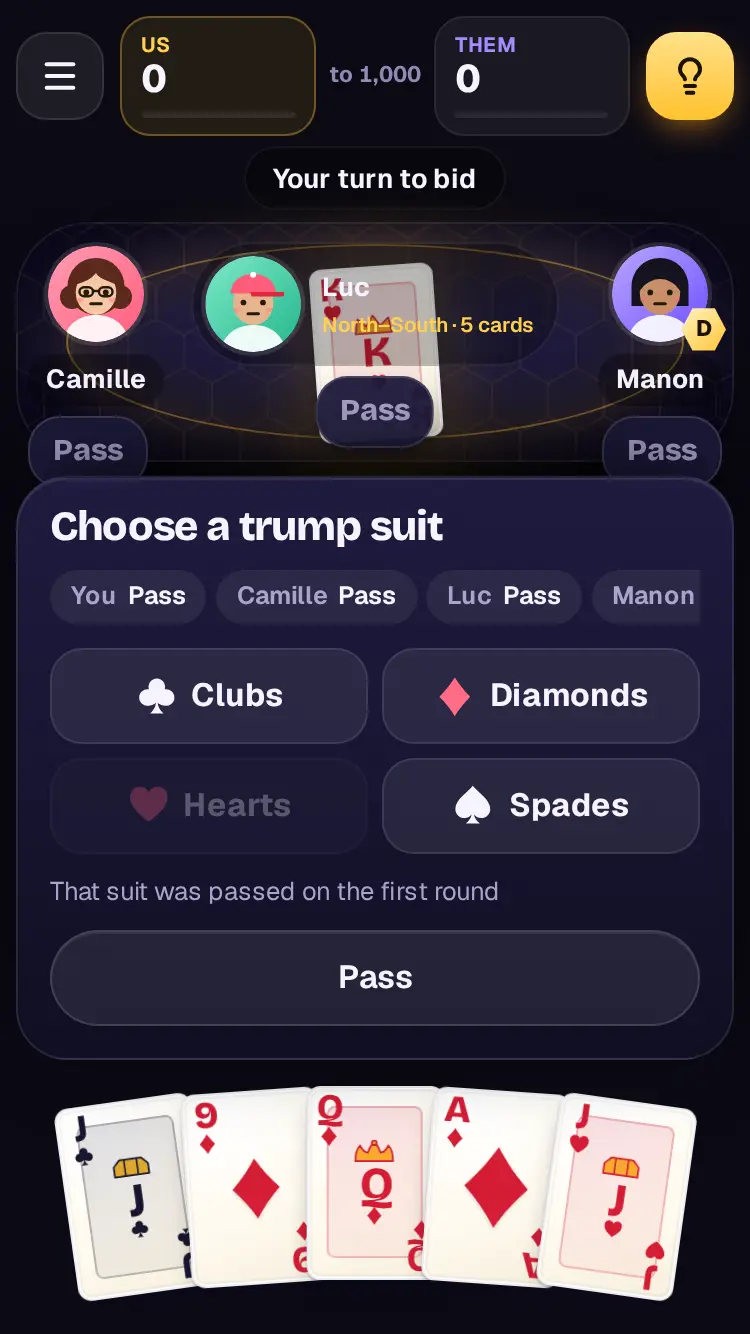 US
0
to 1,000
THEM
0
Your turn to bid
K
Luc
North–South · 5 cards
K
D
Camille
Manon
Pass
Pass
Pass
Choose a trump suit
You Pass
Camille Pass
Luc Pass
Manon
Clubs
Diamonds
Hearts
Spades
That suit was passed on the first round
Pass
J
J
J
9
9
Q
Q
Q
A
A
J
J
J